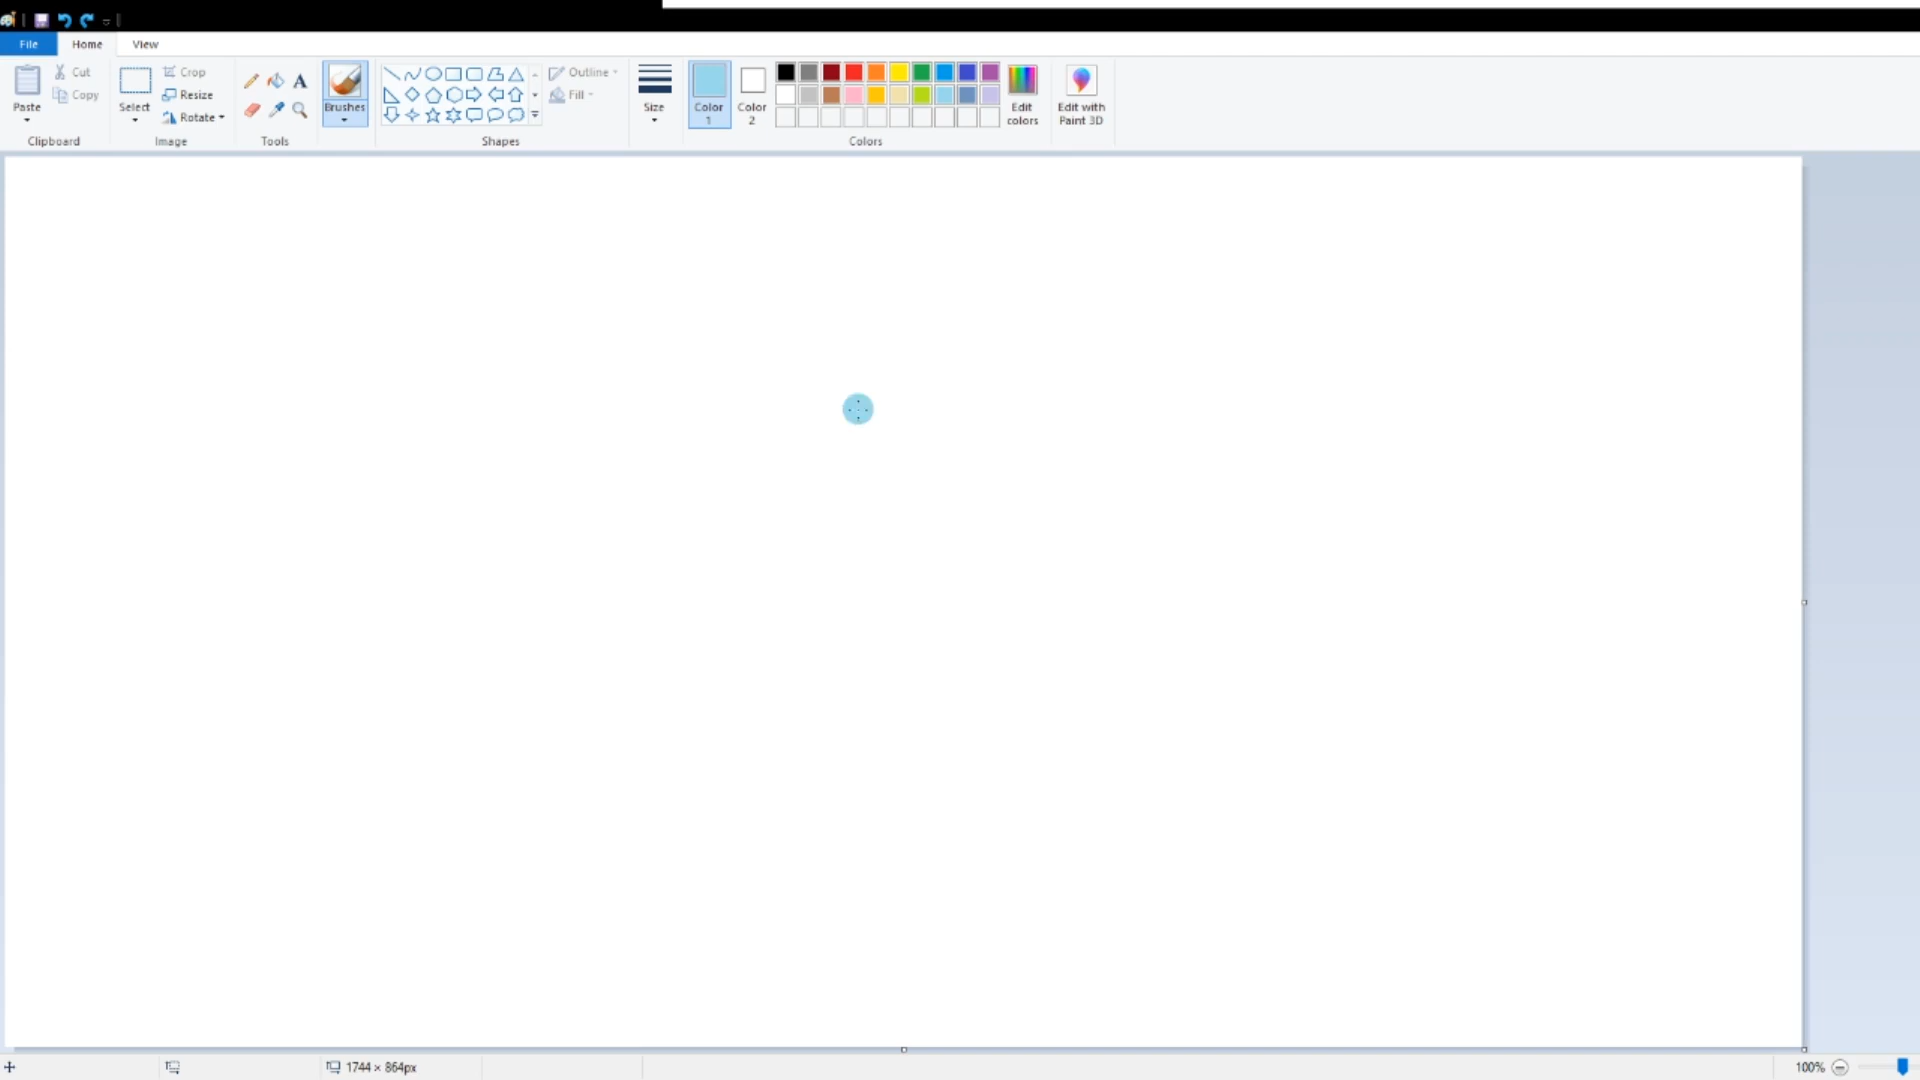 File Home View
Paste Cut Copy Clipboard
Select Crop Resize Rotate Image
A
Tools
Brushes
Outline
Fill
Shapes
Size
Color 1
Color 2
Edit colors
Colors
Edit with Paint 3D
1744 × 864px
100%